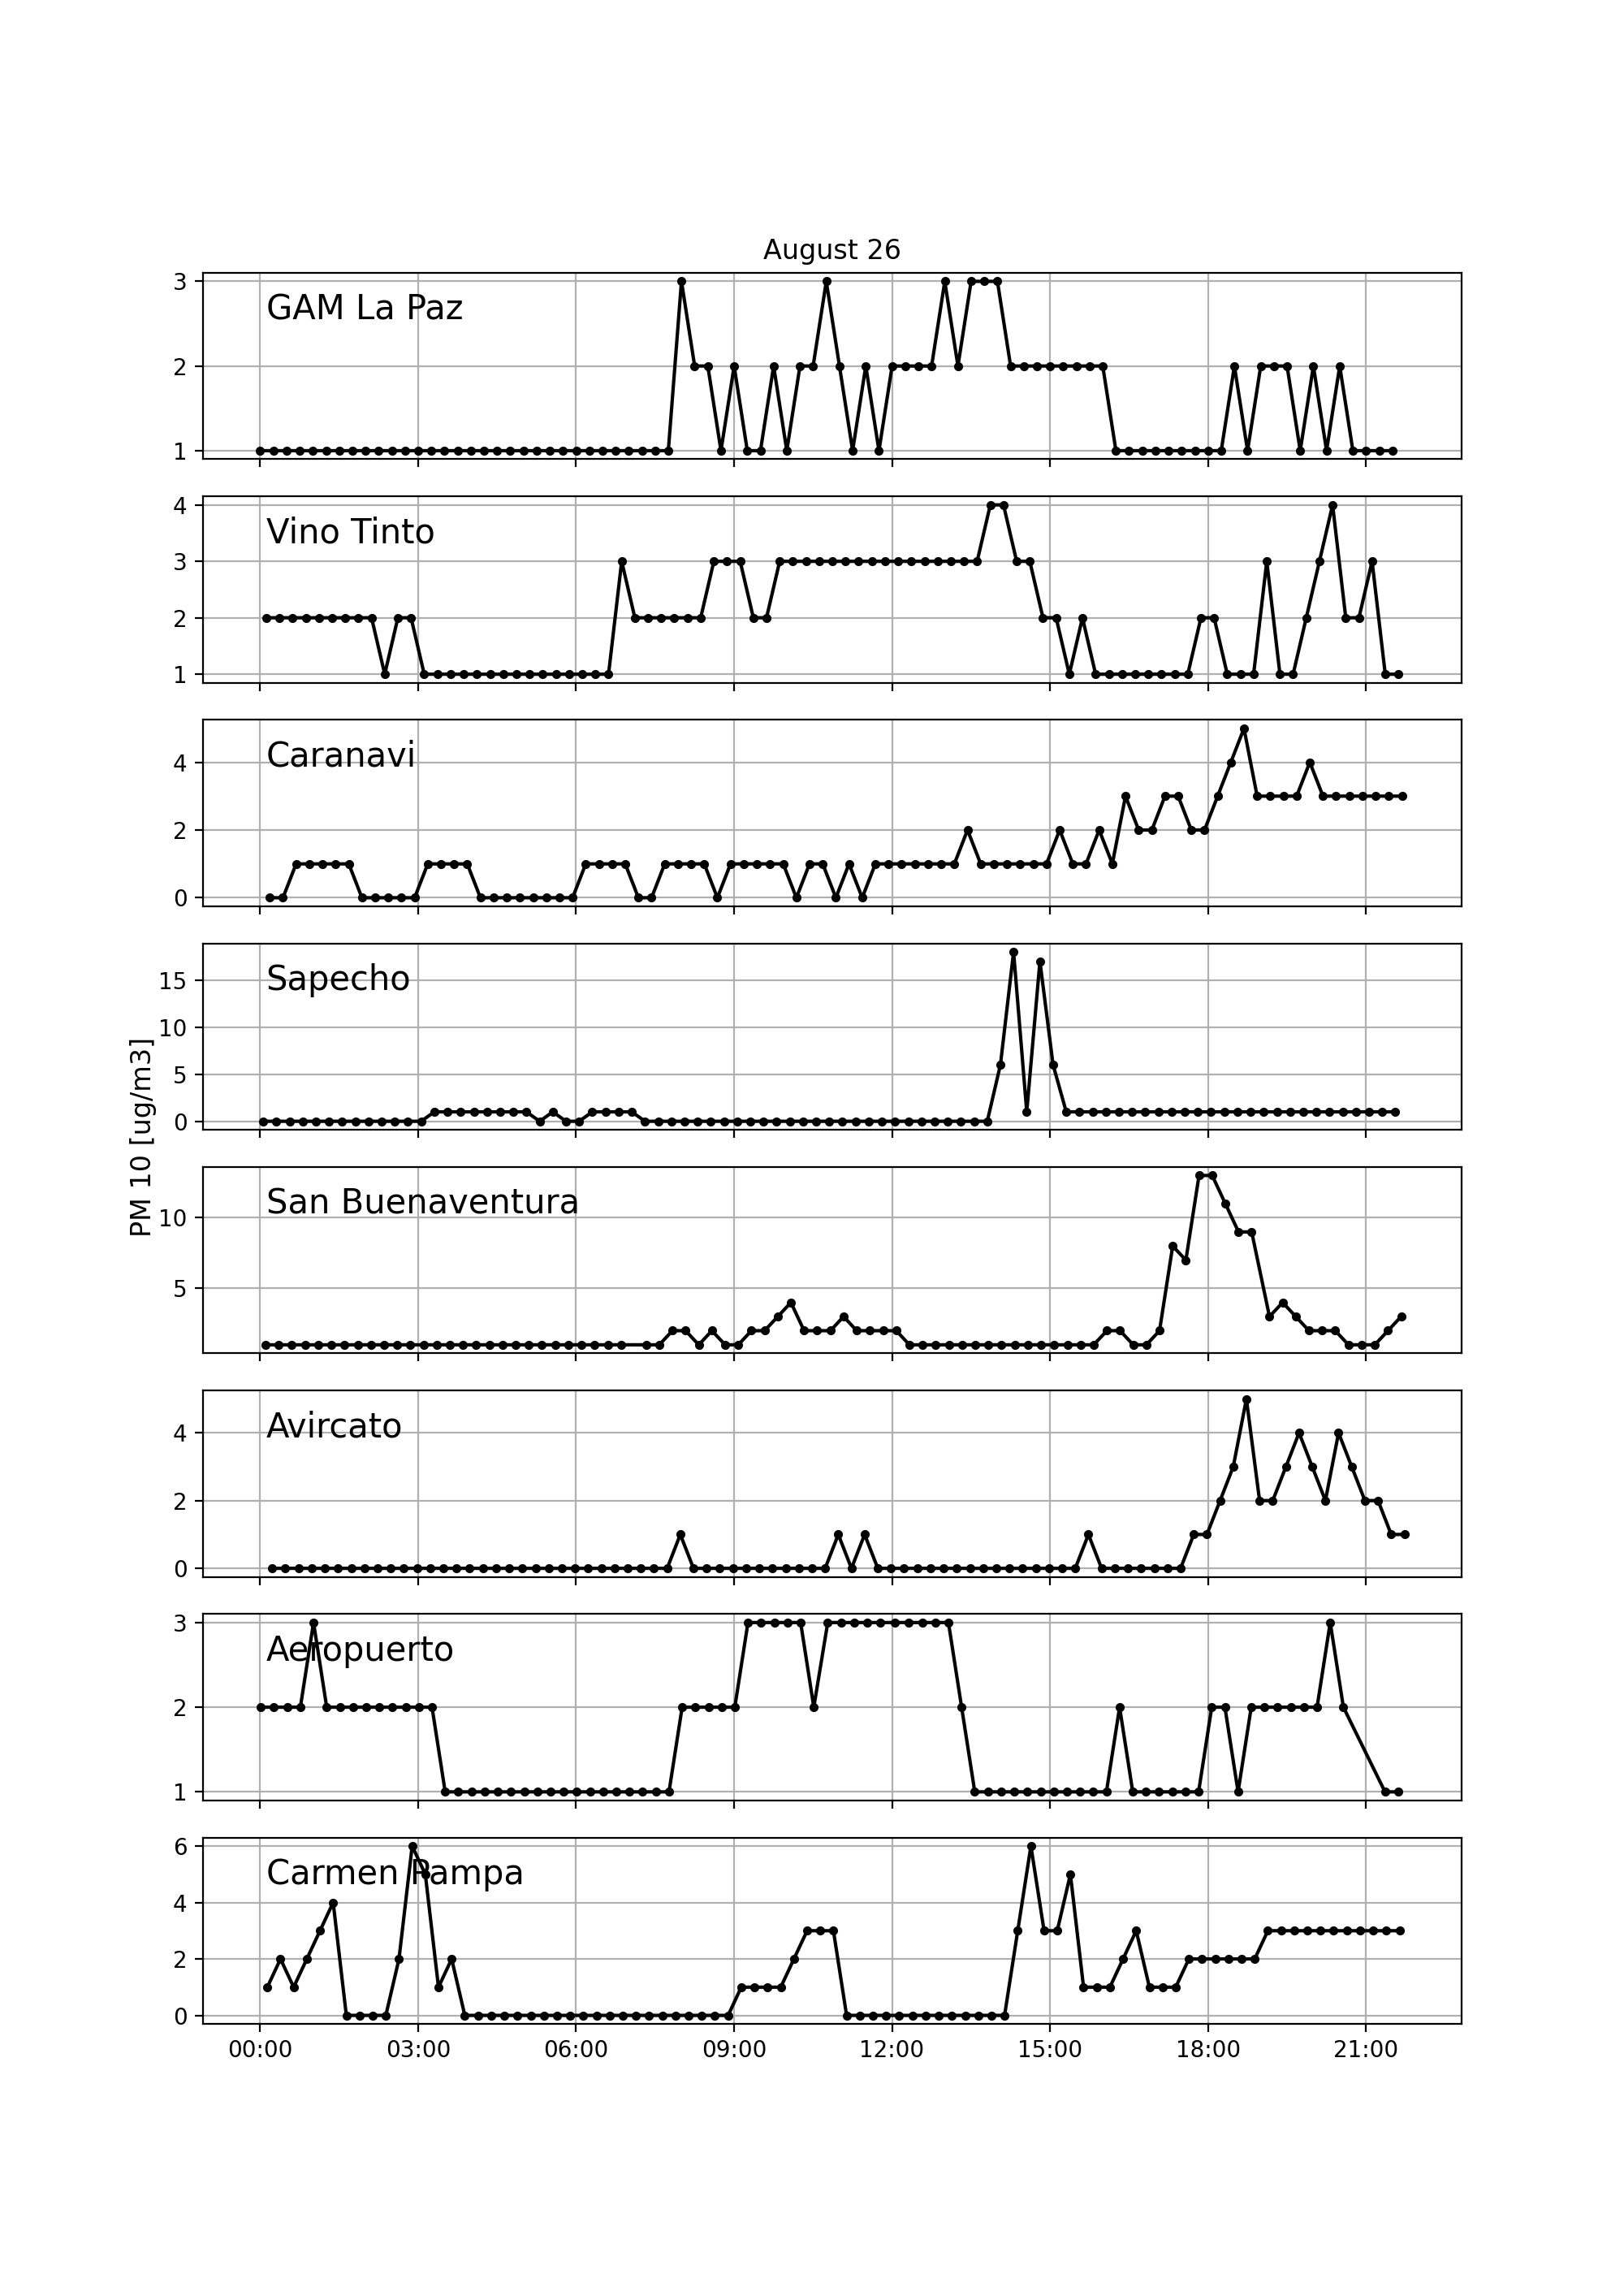 August 26
3
GAM La Paz
2
1
4
Vino Tinto
3
2
1
Caranavi
4
2
0
Sapecho
15
10
5
0
PM 10 [ug/m3]
San Buenaventura
10
5
Avircato
4
2
0
3
Aeropuerto
2
1
6
Carmen Pampa
4
2
0
00:00 03:00 06:00 09:00 12:00 15:00 18:00 21:00